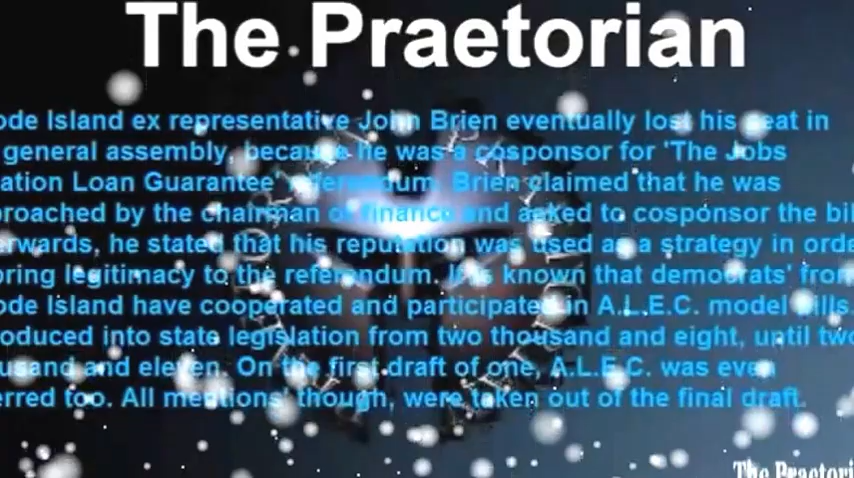 The Praetorian
ode Island ex representative John Brien eventually lost his seat in
general assembly, because he was a cosponsor for 'The Jobs
ation Loan Guarantee' referendum. Brien claimed that he was
proached by the chairman of finance and asked to cosponsor the bil
erwards, he stated that his reputation was used as a strategy in orde
bring legitimacy to the referendum. It is known that democrats' from
ode Island have cooperated and participated in A.L.E.C. model bills.
oduced into state legislation from two thousand and eight, until two
usand and eleven. On the first draft of one, A.L.E.C. was even
erred too. All mentions' though, were taken out of the final draft.
The Praetori